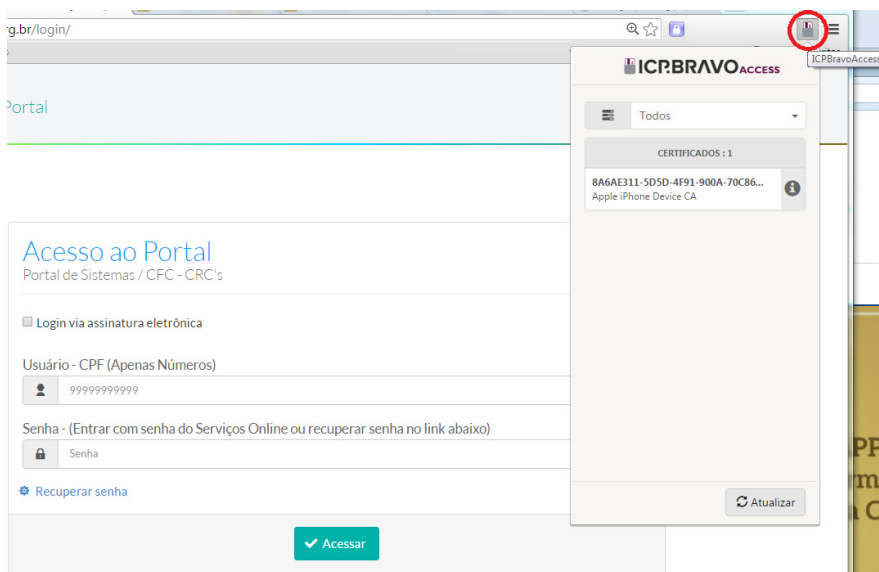 rg.br/login/
ICPBravoAccess
ICP.BRAVO ACCESS
Portal
Todos
CERTIFICADOS : 1
8A6AE311-5D5D-4F91-900A-70C86...
Apple iPhone Device CA
Acesso ao Portal
Portal de Sistemas / CFC - CRC's
Login via assinatura eletrônica
Usuário - CPF (Apenas Números)
99999999999
Senha - (Entrar com senha do Serviços Online ou recuperar senha no link abaixo)
Senha
Recuperar senha
Atualizar
Acessar